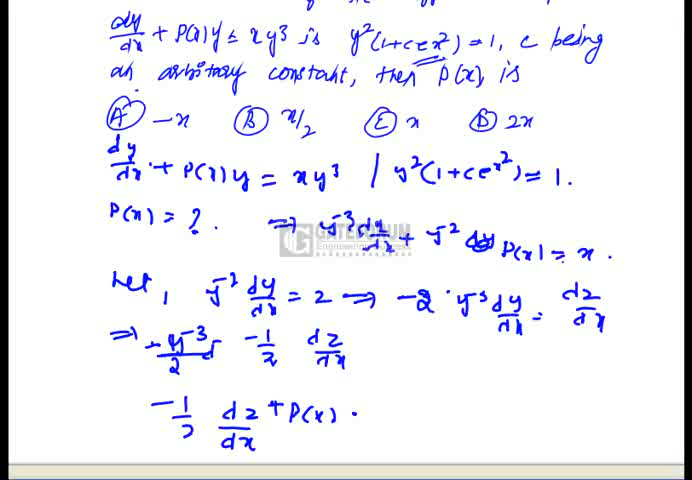 dy/dx + P(x)y = xy³ is y²(1+ce^x²)=1, c being
an arbitrary constant, then P(x) is
(A) -x (B) x/2 (C) x (D) 2x
dy/dx + P(x)y = xy³ / y²(1+ce^x²) = 1.
P(x) = ? ⇒ y⁻³ dy/dx + y⁻² P(x) = x.
GATEFORUM
Let, y⁻² dy/dx = 2 ⟹ -2 · y⁻³ dy/dx = dz/dx
⇒ -y⁻³/2 -1/2 dz/dx
-1/2 dz/dx + P(x) ·